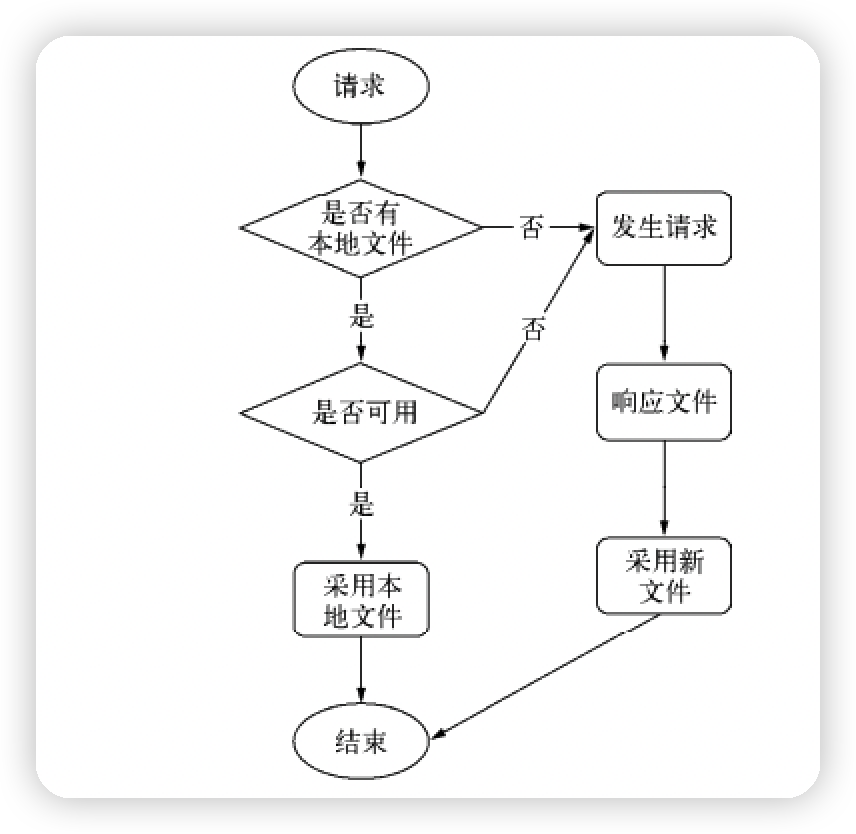 请求
是否有
本地文件
否
发生请求
是
否
是否可用
响应文件
是
采用本
地文件
采用新
文件
结束